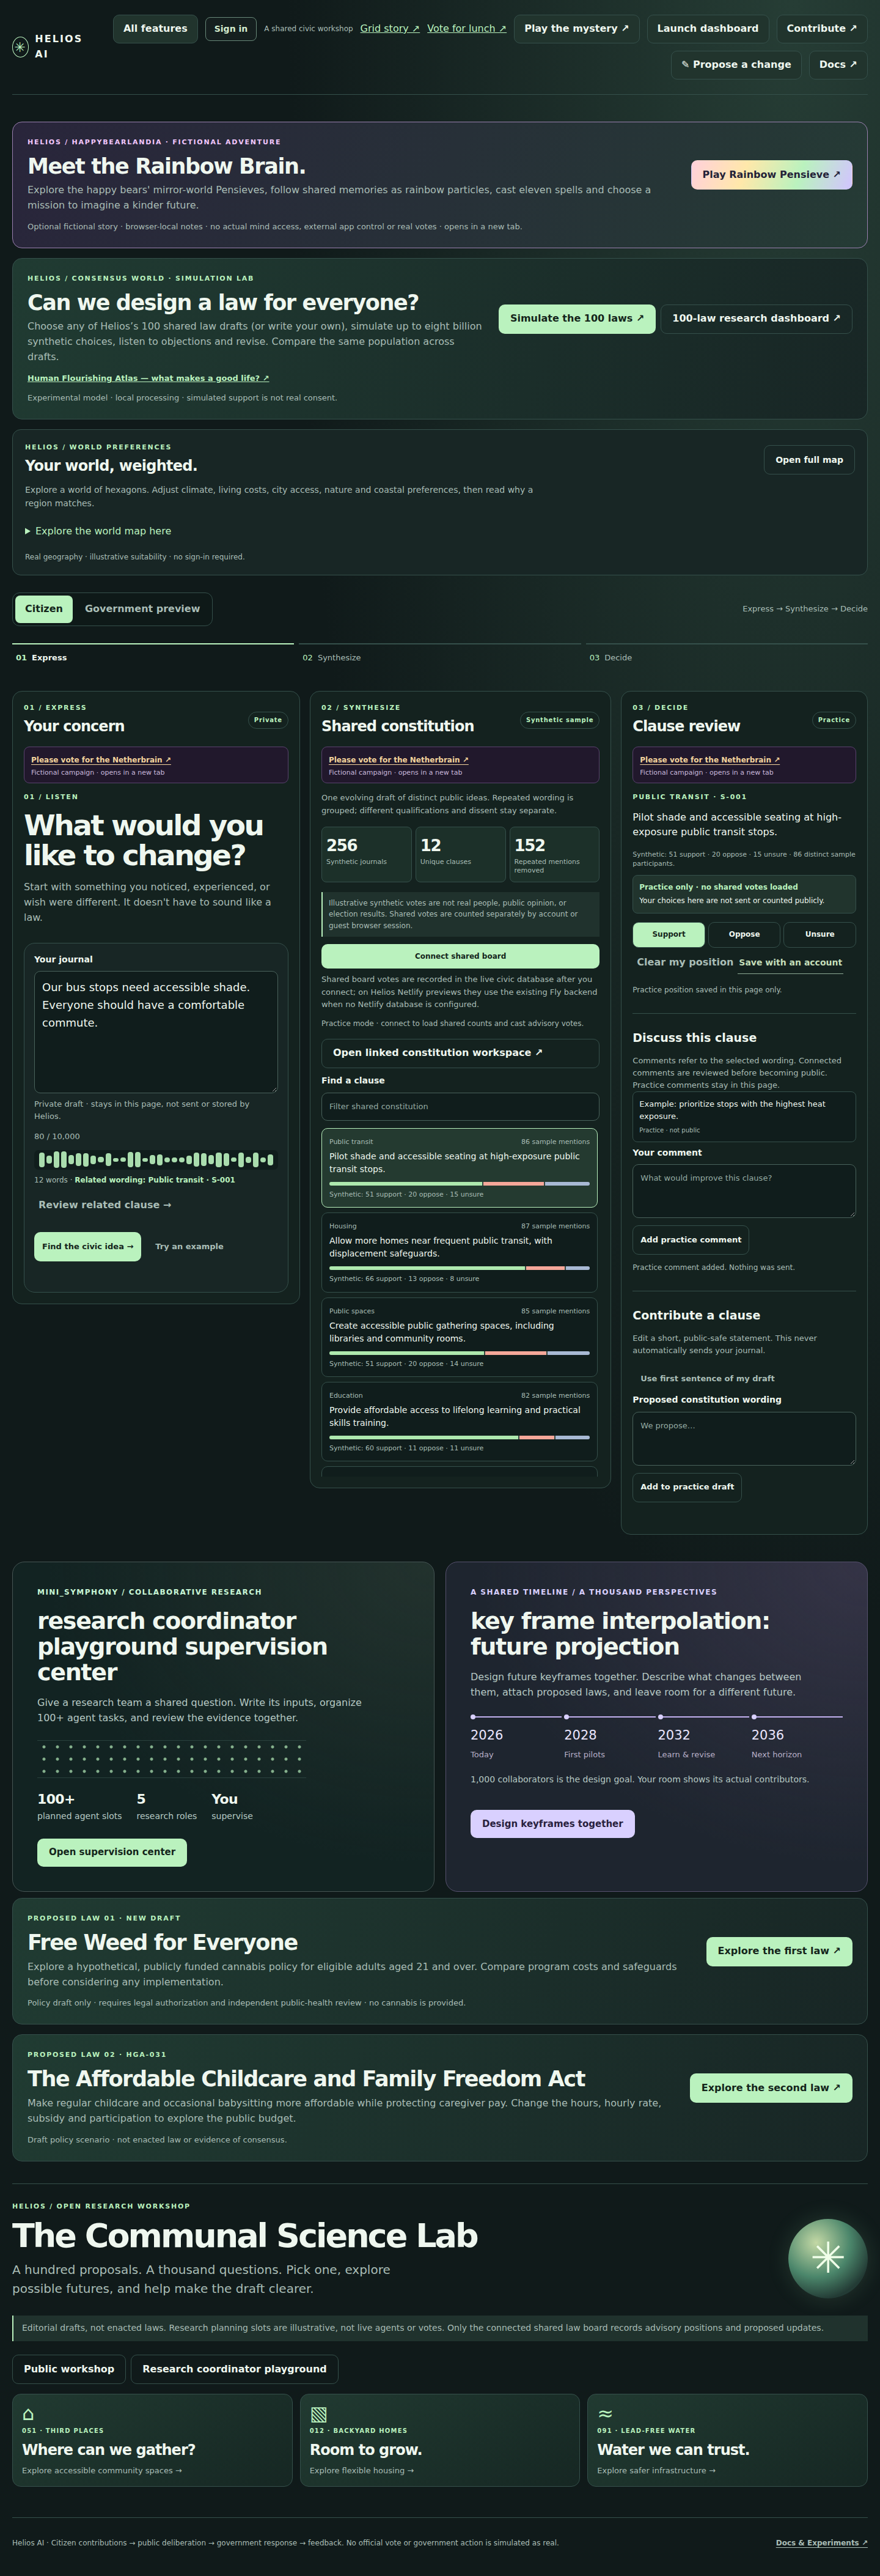 HELIOS AI
All features
Sign in
A shared civic workshop
Grid story ↗
Vote for lunch ↗
Play the mystery ↗
Launch dashboard
Contribute ↗
✎ Propose a change
Docs ↗
HELIOS / HAPPYBEARLANDIA · FICTIONAL ADVENTURE
Meet the Rainbow Brain.
Explore the happy bears' mirror-world Pensieves, follow shared memories as rainbow particles, cast eleven spells and choose a
mission to imagine a kinder future.
Optional fictional story · browser-local notes · no actual mind access, external app control or real votes · opens in a new tab.
Play Rainbow Pensieve ↗
HELIOS / CONSENSUS WORLD · SIMULATION LAB
Can we design a law for everyone?
Choose any of Helios’s 100 shared law drafts (or write your own), simulate up to eight billion
synthetic choices, listen to objections and revise. Compare the same population across
drafts.
Human Flourishing Atlas — what makes a good life? ↗
Experimental model · local processing · simulated support is not real consent.
Simulate the 100 laws ↗
100-law research dashboard ↗
HELIOS / WORLD PREFERENCES
Your world, weighted.
Explore a world of hexagons. Adjust climate, living costs, city access, nature and coastal preferences, then read why a
region matches.
▶ Explore the world map here
Real geography · illustrative suitability · no sign-in required.
Open full map
Citizen
Government preview
Express → Synthesize → Decide
01 Express
02 Synthesize
03 Decide
01 / EXPRESS
Your concern
Private
Please vote for the Netherbrain ↗
Fictional campaign · opens in a new tab
01 / LISTEN
What would you
like to change?
Start with something you noticed, experienced, or
wish were different. It doesn't have to sound like a
law.
Your journal
Our bus stops need accessible shade.
Everyone should have a comfortable
commute.
Private draft · stays in this page, not sent or stored by
Helios.
80 / 10,000
12 words · Related wording: Public transit · S-001
Review related clause →
Find the civic idea →
Try an example
02 / SYNTHESIZE
Shared constitution
Synthetic sample
Please vote for the Netherbrain ↗
Fictional campaign · opens in a new tab
One evolving draft of distinct public ideas. Repeated wording is
grouped; different qualifications and dissent stay separate.
256
Synthetic journals
12
Unique clauses
152
Repeated mentions
removed
Illustrative synthetic votes are not real people, public opinion, or
election results. Shared votes are counted separately by account or
guest browser session.
Connect shared board
Shared board votes are recorded in the live civic database after you
connect; on Helios Netlify previews they use the existing Fly backend
when no Netlify database is configured.
Practice mode · connect to load shared counts and cast advisory votes.
Open linked constitution workspace ↗
Find a clause
Filter shared constitution
Public transit
86 sample mentions
Pilot shade and accessible seating at high-exposure public
transit stops.
Synthetic: 51 support · 20 oppose · 15 unsure
Housing
87 sample mentions
Allow more homes near frequent public transit, with
displacement safeguards.
Synthetic: 66 support · 13 oppose · 8 unsure
Public spaces
85 sample mentions
Create accessible public gathering spaces, including
libraries and community rooms.
Synthetic: 51 support · 20 oppose · 14 unsure
Education
82 sample mentions
Provide affordable access to lifelong learning and practical
skills training.
Synthetic: 60 support · 11 oppose · 11 unsure
03 / DECIDE
Clause review
Practice
Please vote for the Netherbrain ↗
Fictional campaign · opens in a new tab
PUBLIC TRANSIT · S-001
Pilot shade and accessible seating at high-
exposure public transit stops.
Synthetic: 51 support · 20 oppose · 15 unsure · 86 distinct sample
participants.
Practice only · no shared votes loaded
Your choices here are not sent or counted publicly.
Support
Oppose
Unsure
Clear my position
Save with an account
Practice position saved in this page only.
Discuss this clause
Comments refer to the selected wording. Connected
comments are reviewed before becoming public.
Practice comments stay in this page.
Example: prioritize stops with the highest heat
exposure.
Practice · not public
Your comment
What would improve this clause?
Add practice comment
Practice comment added. Nothing was sent.
Contribute a clause
Edit a short, public-safe statement. This never
automatically sends your journal.
Use first sentence of my draft
Proposed constitution wording
We propose…
Add to practice draft
MINI_SYMPHONY / COLLABORATIVE RESEARCH
research coordinator
playground supervision
center
Give a research team a shared question. Write its inputs, organize
100+ agent tasks, and review the evidence together.
100+
planned agent slots
5
research roles
You
supervise
Open supervision center
A SHARED TIMELINE / A THOUSAND PERSPECTIVES
key frame interpolation:
future projection
Design future keyframes together. Describe what changes between
them, attach proposed laws, and leave room for a different future.
2026
Today
2028
First pilots
2032
Learn & revise
2036
Next horizon
1,000 collaborators is the design goal. Your room shows its actual contributors.
Design keyframes together
PROPOSED LAW 01 · NEW DRAFT
Free Weed for Everyone
Explore a hypothetical, publicly funded cannabis policy for eligible adults aged 21 and over. Compare program costs and safeguards
before considering any implementation.
Policy draft only · requires legal authorization and independent public-health review · no cannabis is provided.
Explore the first law ↗
PROPOSED LAW 02 · HGA-031
The Affordable Childcare and Family Freedom Act
Make regular childcare and occasional babysitting more affordable while protecting caregiver pay. Change the hours, hourly rate,
subsidy and participation to explore the public budget.
Draft policy scenario · not enacted law or evidence of consensus.
Explore the second law ↗
HELIOS / OPEN RESEARCH WORKSHOP
The Communal Science Lab
A hundred proposals. A thousand questions. Pick one, explore
possible futures, and help make the draft clearer.
Editorial drafts, not enacted laws. Research planning slots are illustrative, not live agents or votes. Only the connected shared law board records advisory positions and proposed updates.
Public workshop
Research coordinator playground
051 · THIRD PLACES
Where can we gather?
Explore accessible community spaces →
012 · BACKYARD HOMES
Room to grow.
Explore flexible housing →
091 · LEAD-FREE WATER
Water we can trust.
Explore safer infrastructure →
Helios AI · Citizen contributions → public deliberation → government response → feedback. No official vote or government action is simulated as real.
Docs & Experiments ↗